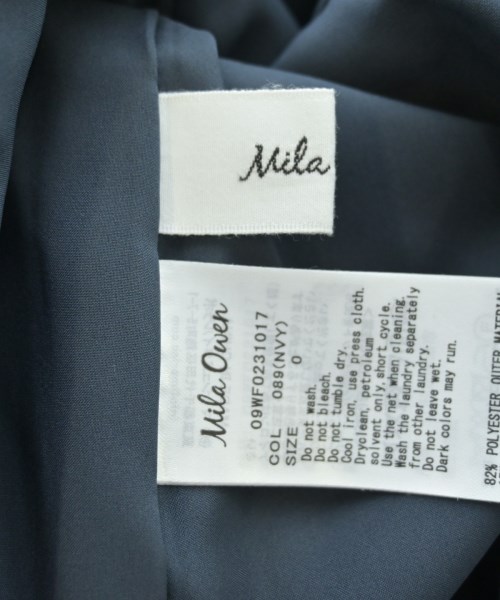 Mila
Mila Owen
09WF0231017
COL 089(NVY)
SIZE 0
Do not wash.
Do not bleach.
Do not tumble dry.
Cool iron, use press cloth.
Dryclean, petroleum
solvent only,short cycle.
Use the net when cleaning.
Wash the laundry separately
from other laundry.
Do not leave wet.
Dark colors may run.
82% POLYESTER OUTER